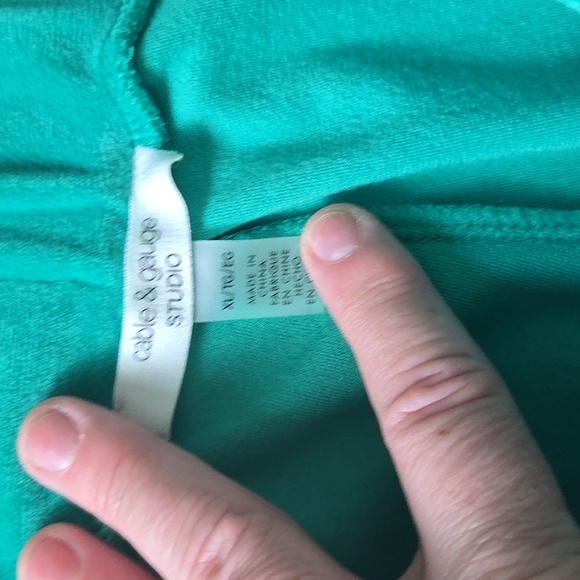 cable & gauge
STUDIO
XL/TG/EG
MADE IN
CHINA
FABRIQUE
EN CHINE
HECHO
EN